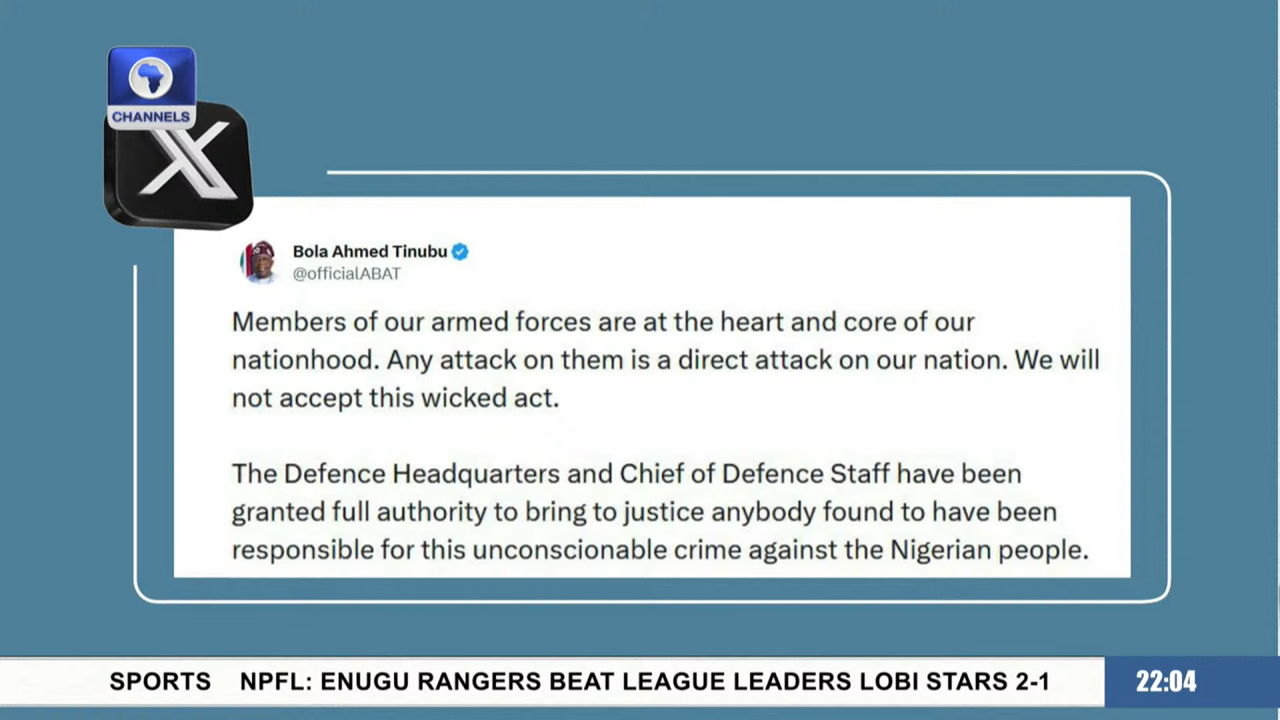 CHANNELS
X
Bola Ahmed Tinubu
@officialABAT
Members of our armed forces are at the heart and core of our
nationhood. Any attack on them is a direct attack on our nation. We will
not accept this wicked act.
The Defence Headquarters and Chief of Defence Staff have been
granted full authority to bring to justice anybody found to have been
responsible for this unconscionable crime against the Nigerian people.
SPORTS NPFL: ENUGU RANGERS BEAT LEAGUE LEADERS LOBI STARS 2-1
22:04